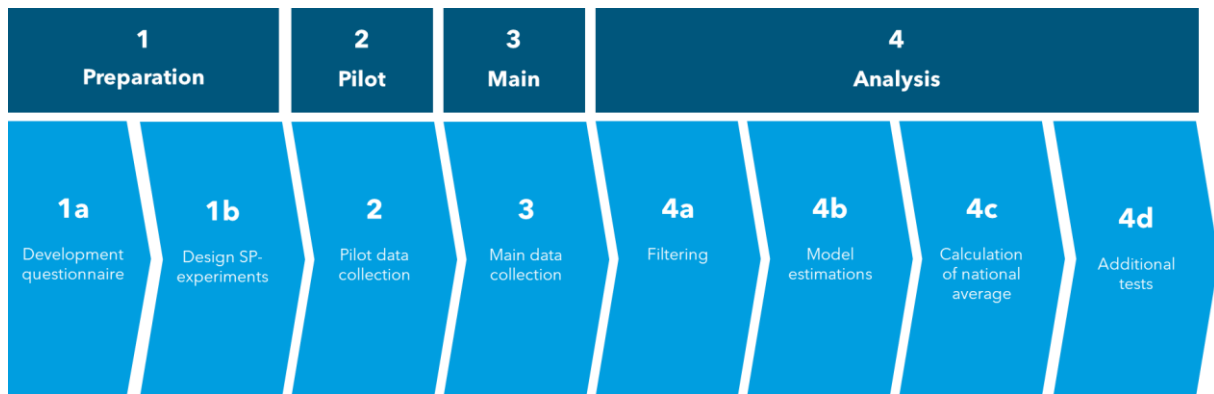 1
Preparation
2
Pilot
3
Main
4
Analysis
1a
Development
questionnaire
1b
Design SP-
experiments
2
Pilot data
collection
3
Main data
collection
4a
Filtering
4b
Model
estimations
4c
Calculation
of national
average
4d
Additional
tests